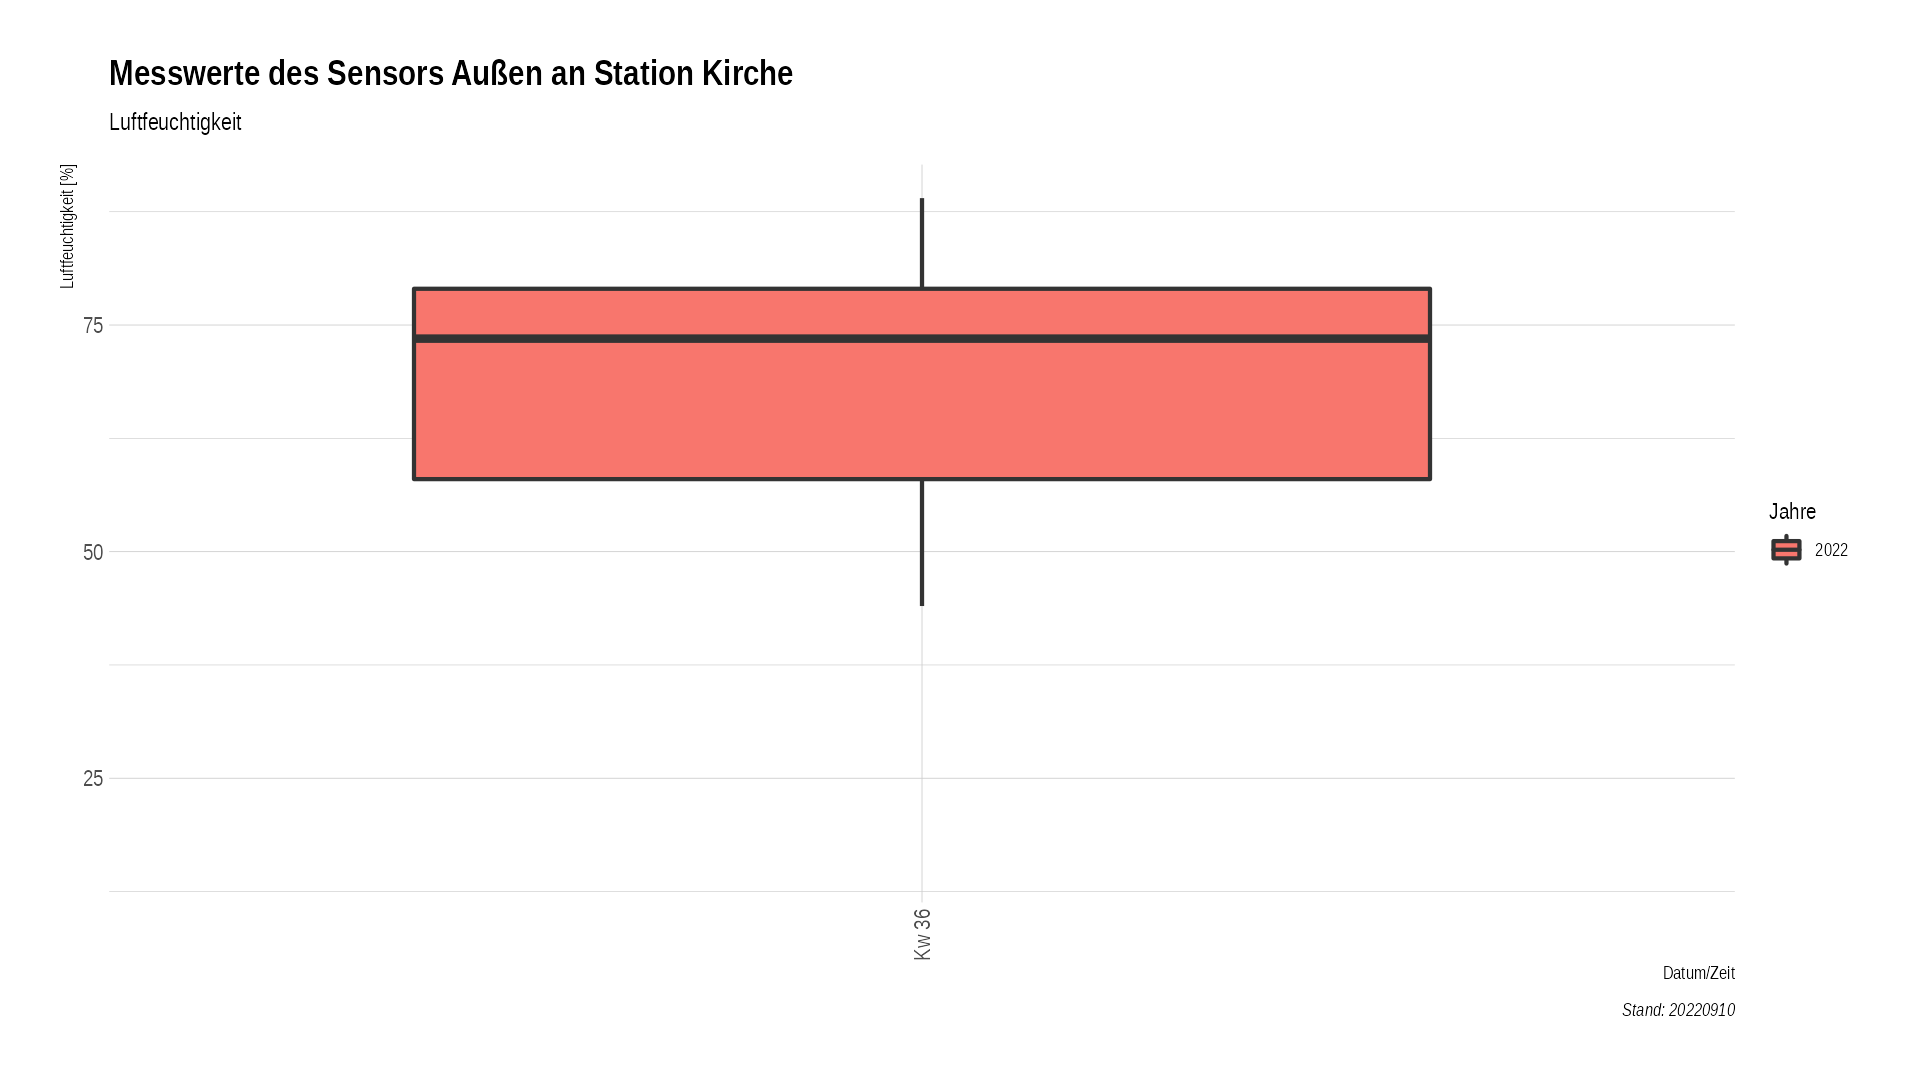 Messwerte des Sensors Außen an Station Kirche
Luftfeuchtigkeit
Luftfeuchtigkeit [%]
75
50
25
Kw 36
Datum/Zeit
Stand: 20220910
Jahre
2022